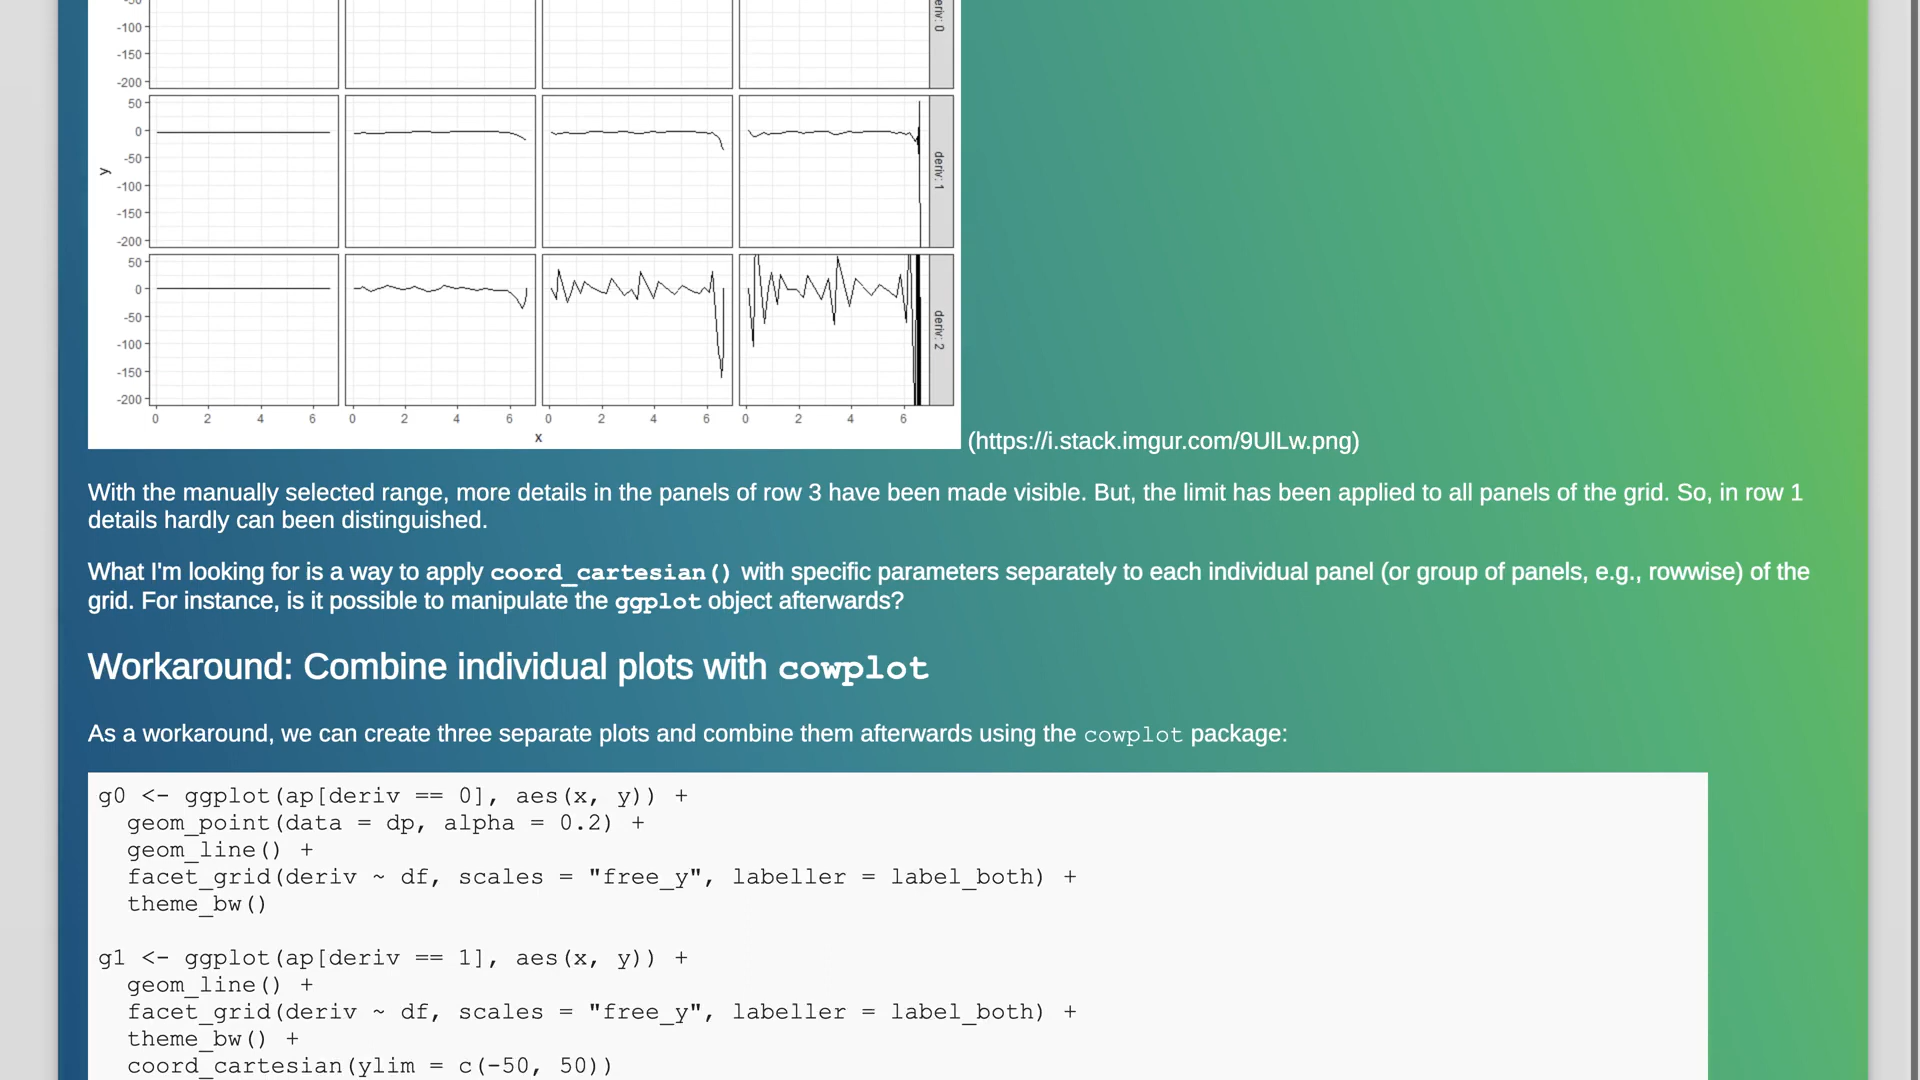 -50
-100
-150
-200
deriv: 0
50
0
-50
-100
-150
-200
deriv: 1
y
50
0
-50
-100
-150
-200
deriv: 2
0 2 4 6 0 2 4 6 0 2 4 6 0 2 4 6
x
(https://i.stack.imgur.com/9UlLw.png)
With the manually selected range, more details in the panels of row 3 have been made visible. But, the limit has been applied to all panels of the grid. So, in row 1
details hardly can been distinguished.
What I'm looking for is a way to apply coord_cartesian() with specific parameters separately to each individual panel (or group of panels, e.g., rowwise) of the
grid. For instance, is it possible to manipulate the ggplot object afterwards?
Workaround: Combine individual plots with cowplot
As a workaround, we can create three separate plots and combine them afterwards using the cowplot package:
g0 <- ggplot(ap[deriv == 0], aes(x, y)) +
  geom_point(data = dp, alpha = 0.2) +
  geom_line() +
  facet_grid(deriv ~ df, scales = "free_y", labeller = label_both) +
  theme_bw()
g1 <- ggplot(ap[deriv == 1], aes(x, y)) +
  geom_line() +
  facet_grid(deriv ~ df, scales = "free_y", labeller = label_both) +
  theme_bw() +
  coord_cartesian(ylim = c(-50, 50))